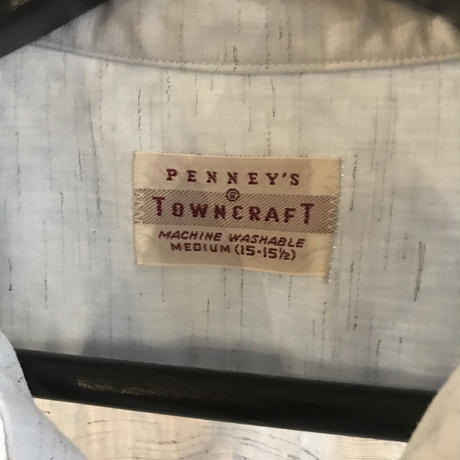 PENNEY'S
®
TOWNCRAFT
MACHINE WASHABLE
MEDIUM (15-15½)